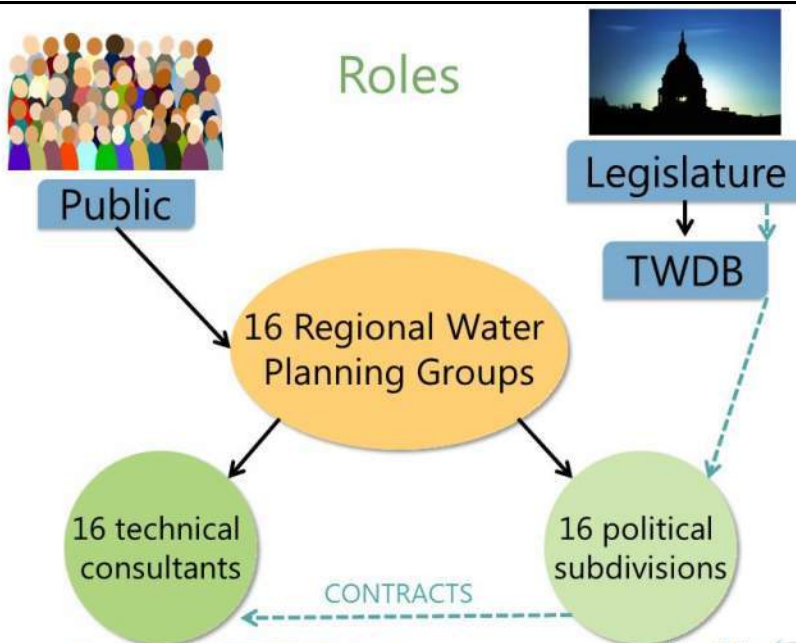 Roles
Public
Legislature
TWDB
16 Regional Water
Planning Groups
16 technical
consultants
16 political
subdivisions
CONTRACTS